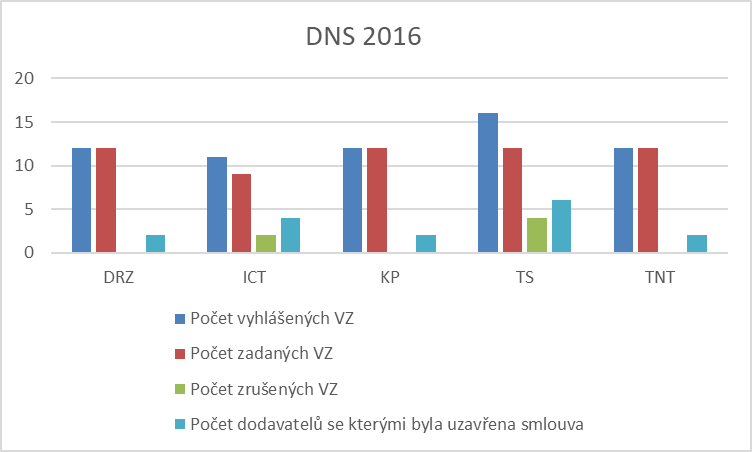 DNS 2016
20
15
10
5
0
DRZ ICT KP TS TNT
Počet vyhlášených VZ
Počet zadaných VZ
Počet zrušených VZ
Počet dodavatelů se kterými byla uzavřena smlouva